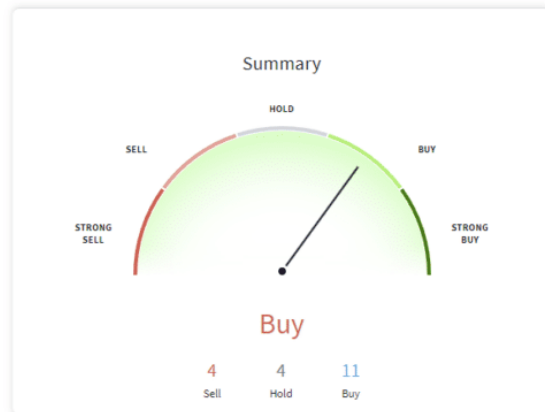 Summary
HOLD
SELL
BUY
STRONG
SELL
STRONG
BUY
Buy
4
4
11
Sell
Hold
Buy